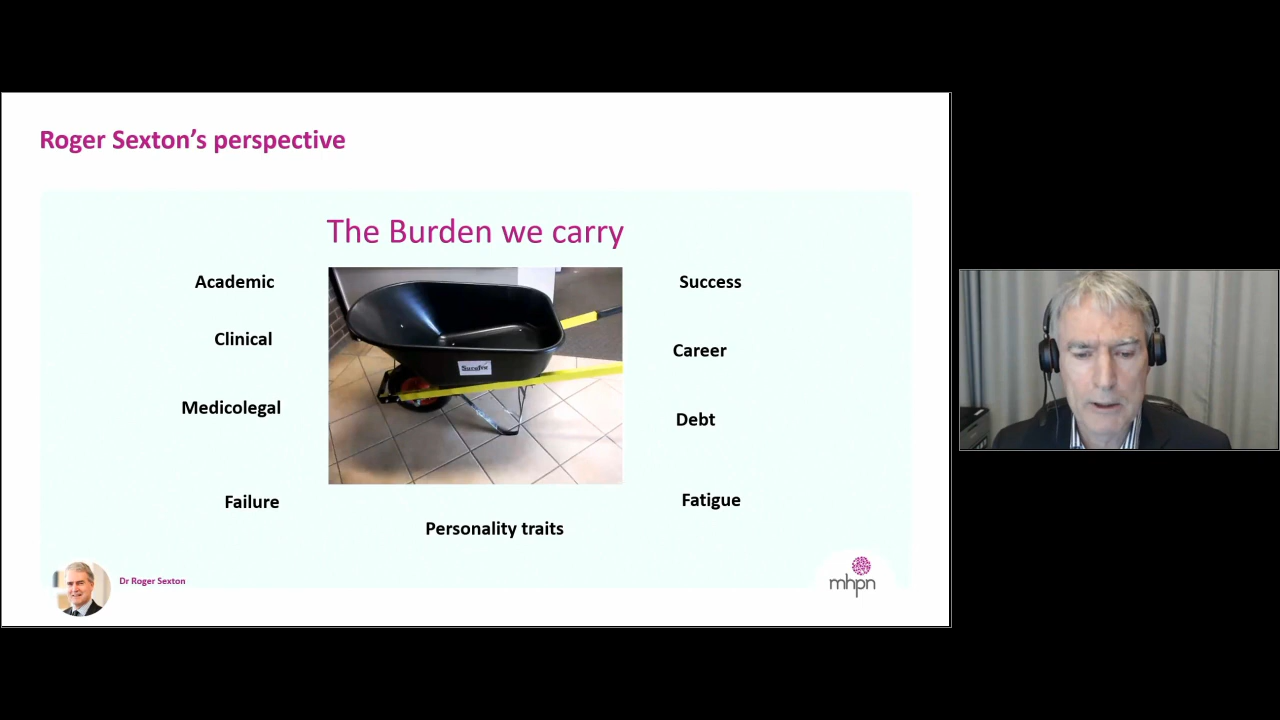 Roger Sexton’s perspective
The Burden we carry
Academic
Success
Clinical
Career
Medicolegal
Debt
Failure
Fatigue
Personality traits
Dr Roger Sexton
mhpn